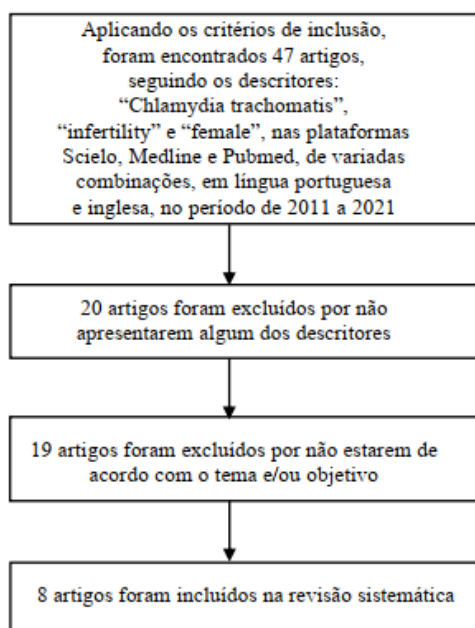 Aplicando os critérios de inclusão,
foram encontrados 47 artigos,
seguindo os descritores:
“Chlamydia trachomatis”,
“infertility” e “female”, nas plataformas
Scielo, Medline e Pubmed, de variadas
combinações, em língua portuguesa
e inglesa, no período de 2011 a 2021
20 artigos foram excluídos por não
apresentarem algum dos descritores
19 artigos foram excluídos por não estarem de
acordo com o tema e/ou objetivo
8 artigos foram incluídos na revisão sistemática